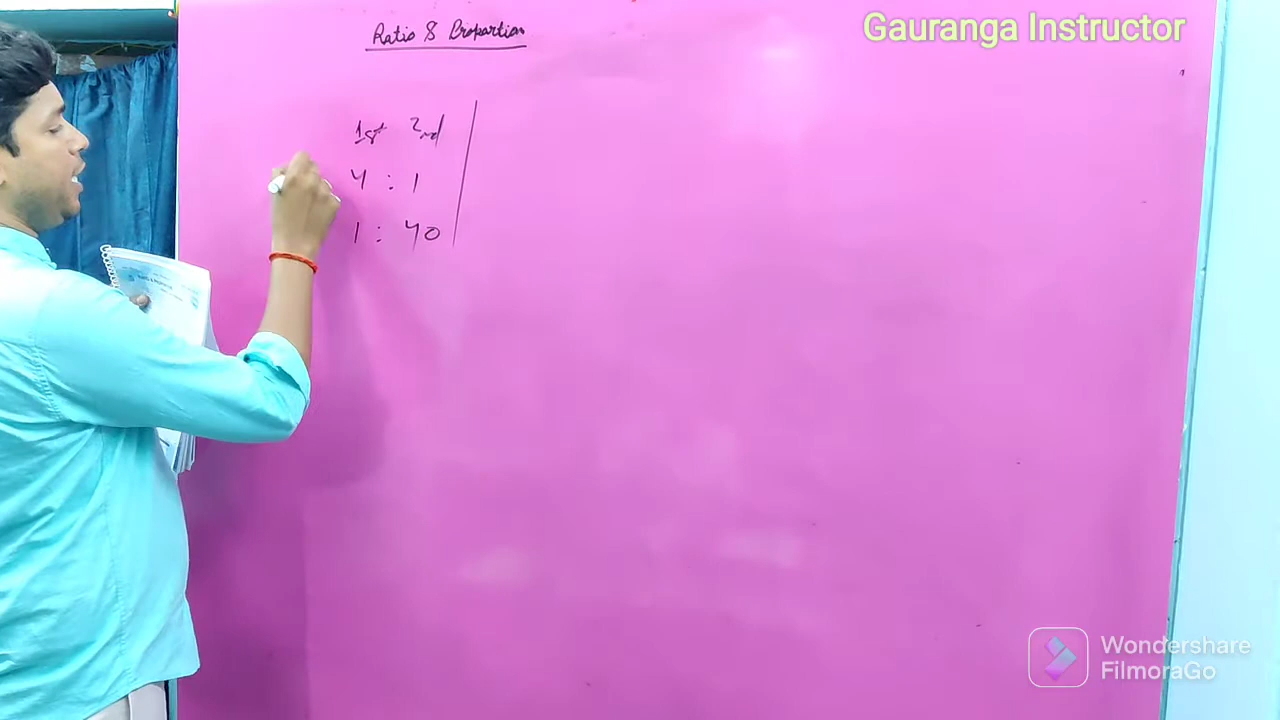 Ratio & Proportion
Gauranga Instructor
1st 2nd
4 : 1
1 : 40
Wondershare
FilmoraGo